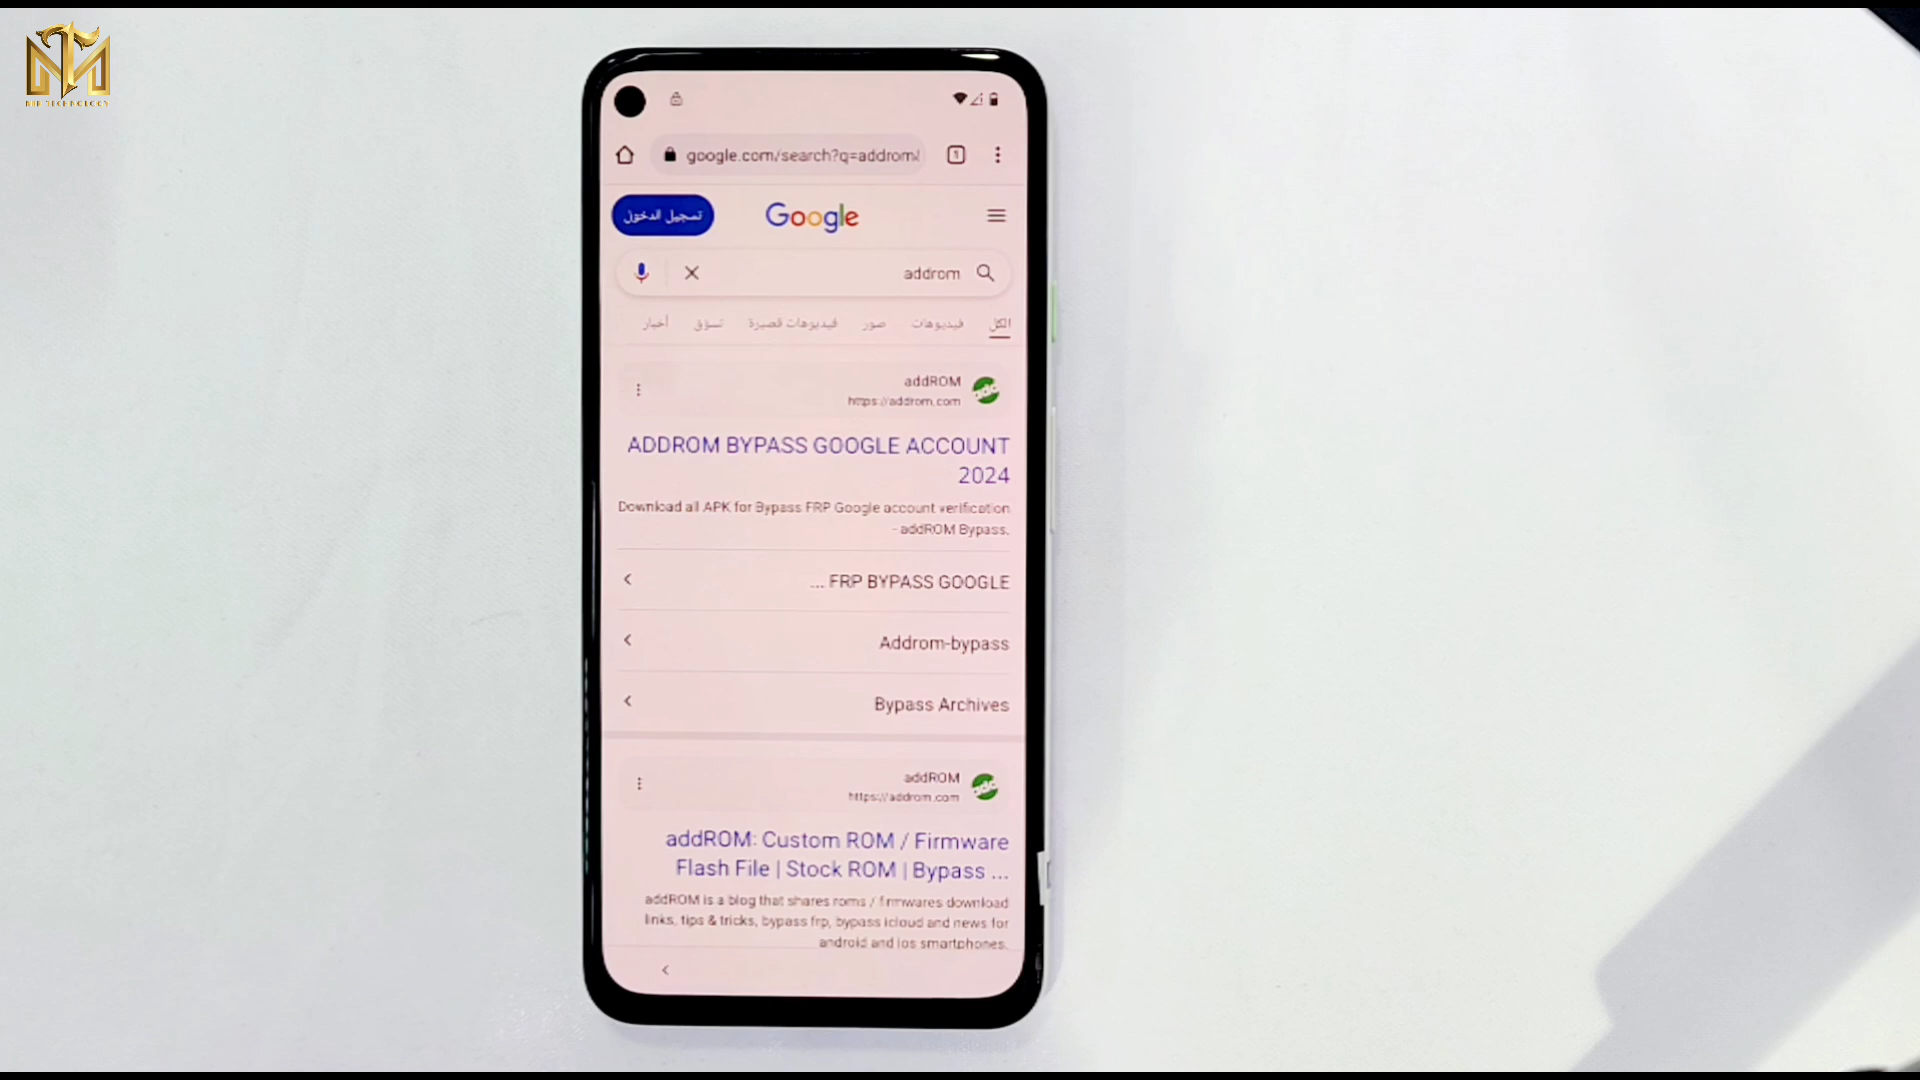 MR TECHNOLOGY
google.com/search?q=addrom&
1
تسجيل الدخول
Google
addrom
الكل فيديوهات صور فيديوهات قصيرة تسوّق أخبار
addROM
https://addrom.com
ADDROM BYPASS GOOGLE ACCOUNT
2024
Download all APK for Bypass FRP Google account verification
- addROM Bypass.
... FRP BYPASS GOOGLE
Addrom-bypass
Bypass Archives
addROM
https://addrom.com
addROM: Custom ROM / Firmware
Flash File | Stock ROM | Bypass ...
addROM is a blog that shares roms / firmwares download
links, tips & tricks, bypass frp, bypass icloud and news for
android and ios smartphones.